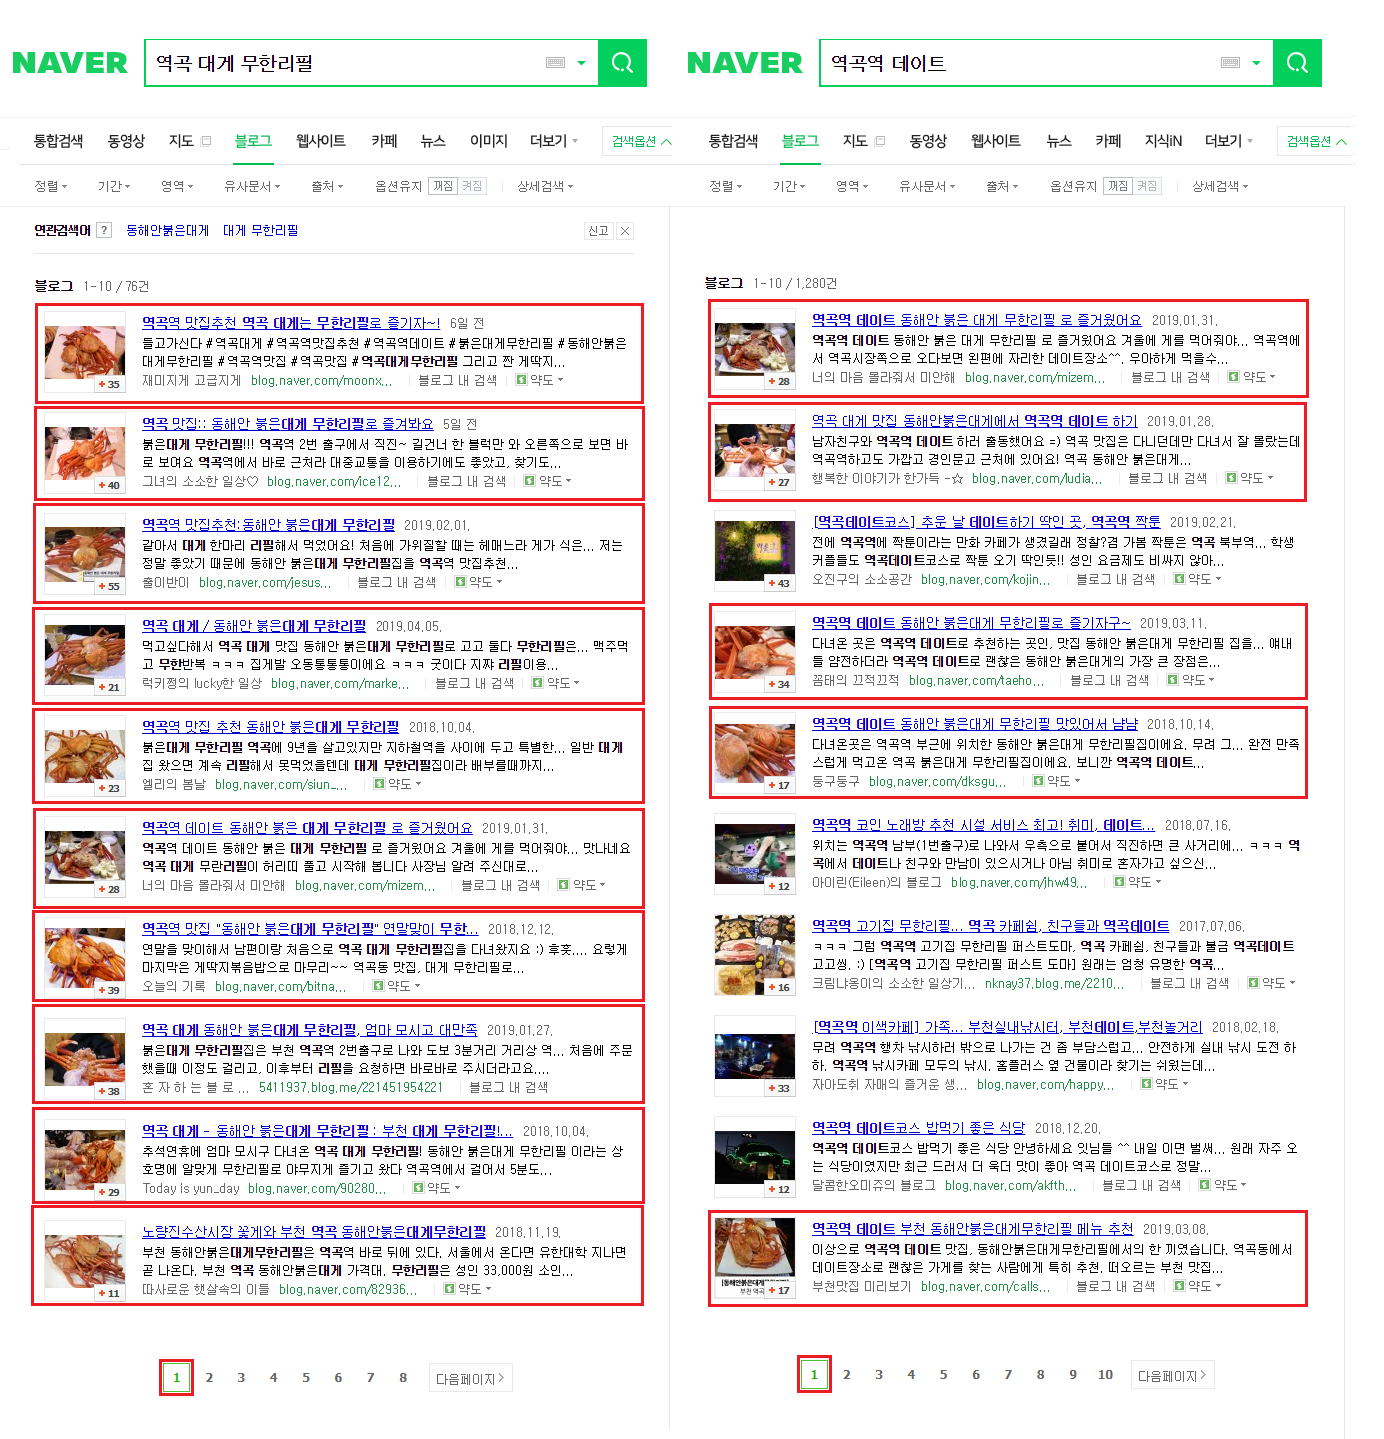 NAVER
역곡 대게 무한리필
통합검색 동영상 지도 블로그 웹사이트 카페 뉴스 이미지 더보기 검색옵션
정렬 기간 영역 유사문서 출처 옵션유지 꺼짐 켜짐 상세검색
연관검색어 ? 동해안붉은대게 대게 무한리필 신고
블로그 1-10 / 76건
역곡역 맛집추천 역곡 대게는 무한리필로 즐기자~! 6일 전
들고가신다 # 역곡대게 # 역곡역맛집추천 # 역곡역데이트 # 붉은대게무한리필 # 동해안붉은
대게무한리필 # 역곡역맛집 # 역곡맛집 # 역곡대게무한리필 그리고 짠 게딱지...
+ 35
재미지게 고급지게 blog.naver.com/moonx... 블로그 내 검색 약도
역곡 맛집:: 동해안 붉은대게 무한리필로 즐겨봐요 5일 전
붉은대게 무한리필!!! 역곡역 2번 출구에서 직진~ 길건너 한 블럭만 와 오른쪽으로 보면 바
로 보여요 역곡역에서 바로 근처라 대중교통을 이용하기에도 좋았고, 찾기도...
+ 40
그녀의 소소한 일상♡ blog.naver.com/ice12... 블로그 내 검색 약도
역곡역 맛집추천:동해안 붉은대게 무한리필 2019.02.01.
같아서 대게 한마리 리필해서 먹었어요! 처음에 가위질할 때는 헤매느라 게가 식은... 저는
정말 좋았기 때문에 동해안 붉은대게 무한리필집을 역곡역 맛집추천...
+ 55
출이반이 blog.naver.com/jesus... 블로그 내 검색 약도
역곡 대게 / 동해안 붉은대게 무한리필 2019.04.05.
먹고싶다해서 역곡 대게 맛집 동해안 붉은대게 무한리필로 고고 둘다 무한리필은... 맥주먹
고 무한반복 ㅋㅋㅋ 집게발 오동통통통이에요 ㅋㅋㅋ 굿이다 지쨔 리필이용...
+ 21
럭키쩡의 lucky한 일상 blog.naver.com/marke... 블로그 내 검색 약도
역곡역 맛집 추천 동해안 붉은대게 무한리필 2018.10.04.
붉은대게 무한리필 역곡에 9년을 살고있지만 지하철역을 사이에 두고 특별한... 일반 대게
집 왔으면 계속 리필해서 못먹었을텐데 대게 무한리필집이라 배부를때까지...
+ 23
엘리의 봄날 blog.naver.com/siun_... 약도
역곡역 데이트 동해안 붉은 대게 무한리필 로 즐거웠어요 2019.01.31.
역곡역 데이트 동해안 붉은 대게 무한리필 로 즐거웠어요 겨울에 게를 먹어줘야... 맛나네요
역곡 대게 무란리필이 허리띠 풀고 시작해 봅니다 사장님 알려 주신대로...
+ 28
너의 마음 몰라줘서 미안해 blog.naver.com/mizem... 블로그 내 검색 약도
역곡역 맛집 "동해안 붉은대게 무한리필" 연말맞이 무한... 2018.12.12.
연말을 맞이해서 남편이랑 처음으로 역곡 대게 무한리필집을 다녀왔지요 :) 후훗.... 요렇게
마지막은 게딱지볶음밥으로 마무리~~ 역곡동 맛집, 대게 무한리필로...
+ 39
오늘의 기록 blog.naver.com/bitna... 약도
역곡 대게 동해안 붉은대게 무한리필, 엄마 모시고 대만족 2019.01.27.
붉은대게 무한리필집은 부천 역곡역 2번출구로 나와 도보 3분거리 거리상 역... 처음에 주문
했을때 이정도 걸리고, 이후부터 리필을 요청하면 바로바로 주시더라고요....
+ 38
혼 자 하 는 블 로 ... 5411937.blog.me/221451954221 블로그 내 검색
역곡 대게 - 동해안 붉은대게 무한리필 : 부천 대게 무한리필!... 2018.10.04.
추석연휴에 엄마 모시구 다녀온 역곡 대게 무한리필! 동해안 붉은대게 무한리필 이라는 상
호명에 알맞게 무한리필로 야무지게 즐기고 왔다 역곡역에서 걸어서 5분도...
+ 29
Today is yun_day blog.naver.com/90280... 약도
노량진수산시장 꽃게와 부천 역곡 동해안붉은대게무한리필 2018.11.19.
부천 동해안붉은대게무한리필은 역곡역 바로 뒤에 있다. 서울에서 온다면 유한대학 지나면
곧 나온다. 부천 역곡 동해안붉은대게 가격대. 무한리필은 성인 33,000원 소인...
+ 11
따사로운 햇살속의 이들 blog.naver.com/82936... 약도
1 2 3 4 5 6 7 8 다음페이지
NAVER
역곡역 데이트
통합검색 블로그 지도 동영상 웹사이트 뉴스 카페 지식iN 더보기 검색옵션
정렬 기간 영역 유사문서 출처 옵션유지 꺼짐 켜짐 상세검색
블로그 1-10 / 1,280건
역곡역 데이트 동해안 붉은 대게 무한리필 로 즐거웠어요 2019.01.31.
역곡역 데이트 동해안 붉은 대게 무한리필 로 즐거웠어요 겨울에 게를 먹어줘야... 역곡역에
서 역곡시장쪽으로 오다보면 왼편에 자리한 데이트장소^^. 우아하게 먹을수...
+ 28
너의 마음 몰라줘서 미안해 blog.naver.com/mizem... 블로그 내 검색 약도
역곡 대게 맛집 동해안붉은대게에서 역곡역 데이트 하기 2019.01.28.
남자친구와 역곡역 데이트 하러 출동했어요 =) 역곡 맛집은 다니던데만 다녀서 잘 몰랐는데
역곡역하고도 가깝고 경인문고 근처에 있어요! 역곡 동해안 붉은대게...
+ 27
행복한 이야기가 한가득 -☆ blog.naver.com/ludia... 블로그 내 검색 약도
[역곡데이트코스] 추운 날 데이트하기 딱인 곳, 역곡역 짝툰 2019.02.21.
전에 역곡역에 짝툰이라는 만화 카페가 생겼길래 정찰?겸 가봄 짝툰은 역곡 북부역... 학생
커플들도 역곡데이트코스로 짝툰 오기 딱인듯!! 성인 요금제도 비싸지 않아...
+ 43
오진구의 소소공간 blog.naver.com/kojin... 블로그 내 검색 약도
역곡역 데이트 동해안 붉은대게 무한리필로 즐기자구~ 2019.03.11.
다녀온 곳은 역곡역 데이트로 추천하는 곳인, 맛집 동해안 붉은대게 무한리필 집을... 얘내
들 얌전하더라 역곡역 데이트로 괜찮은 동해안 붉은대게의 가장 큰 장점은...
+ 34
꼼태의 끄적끄적 blog.naver.com/taeho... 블로그 내 검색 약도
역곡역 데이트 동해안 붉은대게 무한리필 맛있어서 냠냠 2018.10.14.
다녀온곳은 역곡역 부근에 위치한 동해안 붉은대게 무한리필집이에요. 무려 그... 완전 만족
스럽게 먹고온 역곡 붉은대게 무한리필집이에요. 보니깐 역곡역 데이트...
+ 17
둥구둥구 blog.naver.com/dksgu... 약도
역곡역 코인 노래방 추천 시설 서비스 최고! 취미, 데이트... 2018.07.16.
위치는 역곡역 남부(1번출구)로 나와서 우측으로 붙어서 직진하면 큰 사거리에... ㅋㅋㅋ 역
곡에서 데이트나 친구와 만남이 있으시거나 아님 취미로 혼자가고 싶으신...
+ 12
아이린(Eileen)의 블로그 blog.naver.com/jhw49... 약도
역곡역 고기집 무한리필... 역곡 카페쉼, 친구들과 역곡데이트 2017.07.06.
ㅋㅋㅋ 그럼 역곡역 고기집 무한리필 퍼스트도마, 역곡 카페쉼, 친구들과 불금 역곡데이트
고고씽. :) [역곡역 고기집 무한리필 퍼스트 도마] 원래는 엄청 유명한 역곡...
+ 16
크림냐옹이의 소소한 일상기... nknay37.blog.me/2210... 블로그 내 검색 약도
[역곡역 이색카페] 가족... 부천실내낚시터, 부천데이트,부천놀거리 2018.02.18.
무려 역곡역 행차 낚시하러 밖으로 나가는 건 좀 부담스럽고... 안전하게 실내 낚시 도전 하
하. 역곡역 낚시카페 모두의 낚시. 홈플러스 옆 건물이라 찾기는 쉬웠는데...
+ 33
자아도취 자매의 즐거운 생... blog.naver.com/happy... 약도
역곡역 데이트코스 밥먹기 좋은 식당 2018.12.20.
역곡역 데이트코스 밥먹기 좋은 식당 안녕하세요 잇님들 ^^ 내일 이면 벌써... 원래 자주 오
는 식당이였지만 최근 드러서 더 욱더 맛이 좋아 역곡 데이트코스로 정말...
+ 12
달콤한오미쥬의 블로그 blog.naver.com/akfth... 블로그 내 검색 약도
역곡역 데이트 부천 동해안붉은대게무한리필 메뉴 추천 2019.03.08.
이상으로 역곡역 데이트 맛집, 동해안붉은대게무한리필에서의 한 끼였습니다. 역곡동에서
데이트장소로 괜찮은 가게를 찾는 사람에게 특히 추천. 떠오르는 부천 맛집...
[동해안붉은대게
부천 역곡
+ 17
부천맛집 미리보기 blog.naver.com/calls... 블로그 내 검색 약도
1 2 3 4 5 6 7 8 9 10 다음페이지